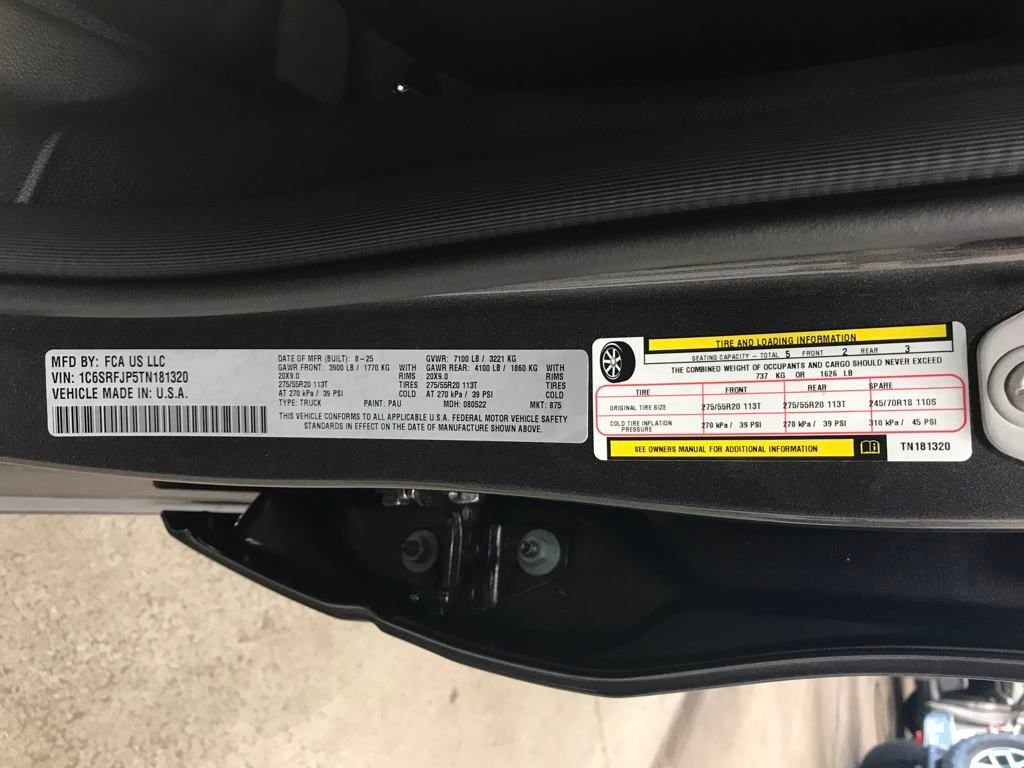 MFD BY: FCA US LLC
VIN: 1C6SRFJP5TN181320
VEHICLE MADE IN: U.S.A.
DATE OF MFR (BUILT): 8-25 GVWR: 7100 LB / 3221 KG
GAWR FRONT: 3900 LB / 1770 KG WITH GAWR REAR: 4100 LB / 1860 KG WITH
20X9.0 RIMS 20X9.0 RIMS
275/55R20 113T TIRES 275/55R20 113T TIRES
AT 270 kPa / 39 PSI COLD AT 270 kPa / 39 PSI COLD
TYPE: TRUCK PAINT: PAU MDH: 080522 MKT: 875
THIS VEHICLE CONFORMS TO ALL APPLICABLE U.S.A. FEDERAL MOTOR VEHICLE SAFETY
STANDARDS IN EFFECT ON THE DATE OF MANUFACTURE SHOWN ABOVE.
TIRE AND LOADING INFORMATION
SEATING CAPACITY - TOTAL 5 FRONT 2 REAR 3
THE COMBINED WEIGHT OF OCCUPANTS AND CARGO SHOULD NEVER EXCEED
737 KG OR 1626 LB
TIRE FRONT REAR SPARE
ORIGINAL TIRE SIZE 275/55R20 113T 275/55R20 113T 245/70R18 110S
COLD TIRE INFLATION PRESSURE 270 kPa / 39 PSI 270 kPa / 39 PSI 310 kPa / 45 PSI
SEE OWNERS MANUAL FOR ADDITIONAL INFORMATION TN181320